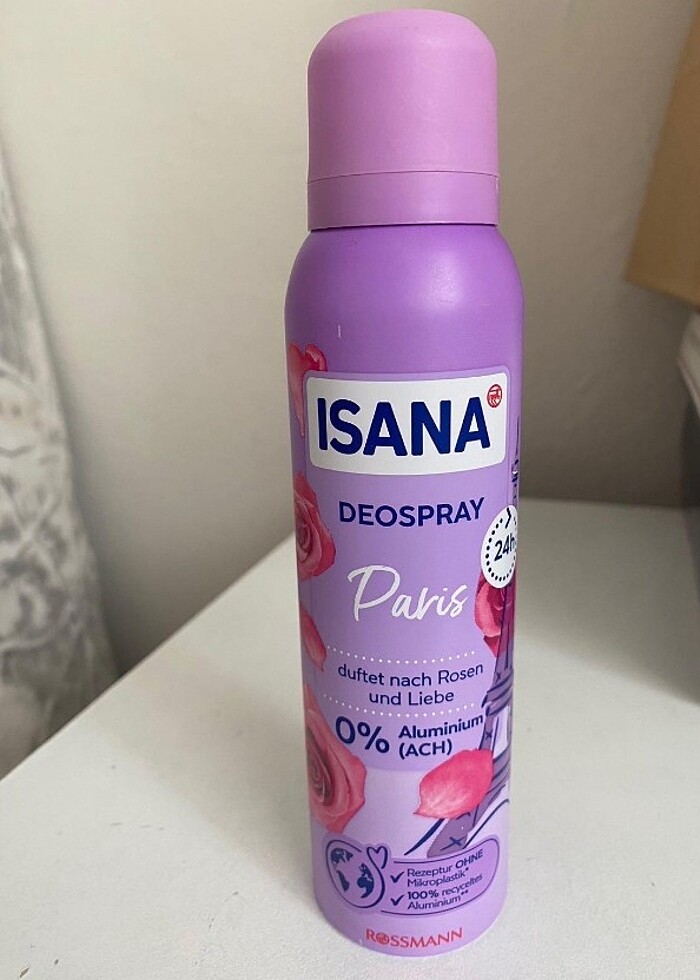 ISANA
DEOSPRAY
24h
Paris
duftet nach Rosen
und Liebe
0% Aluminium
(ACH)
Rezeptur OHNE
Mikroplastik*
100% recyceltes
Aluminium**
ROSSMANN